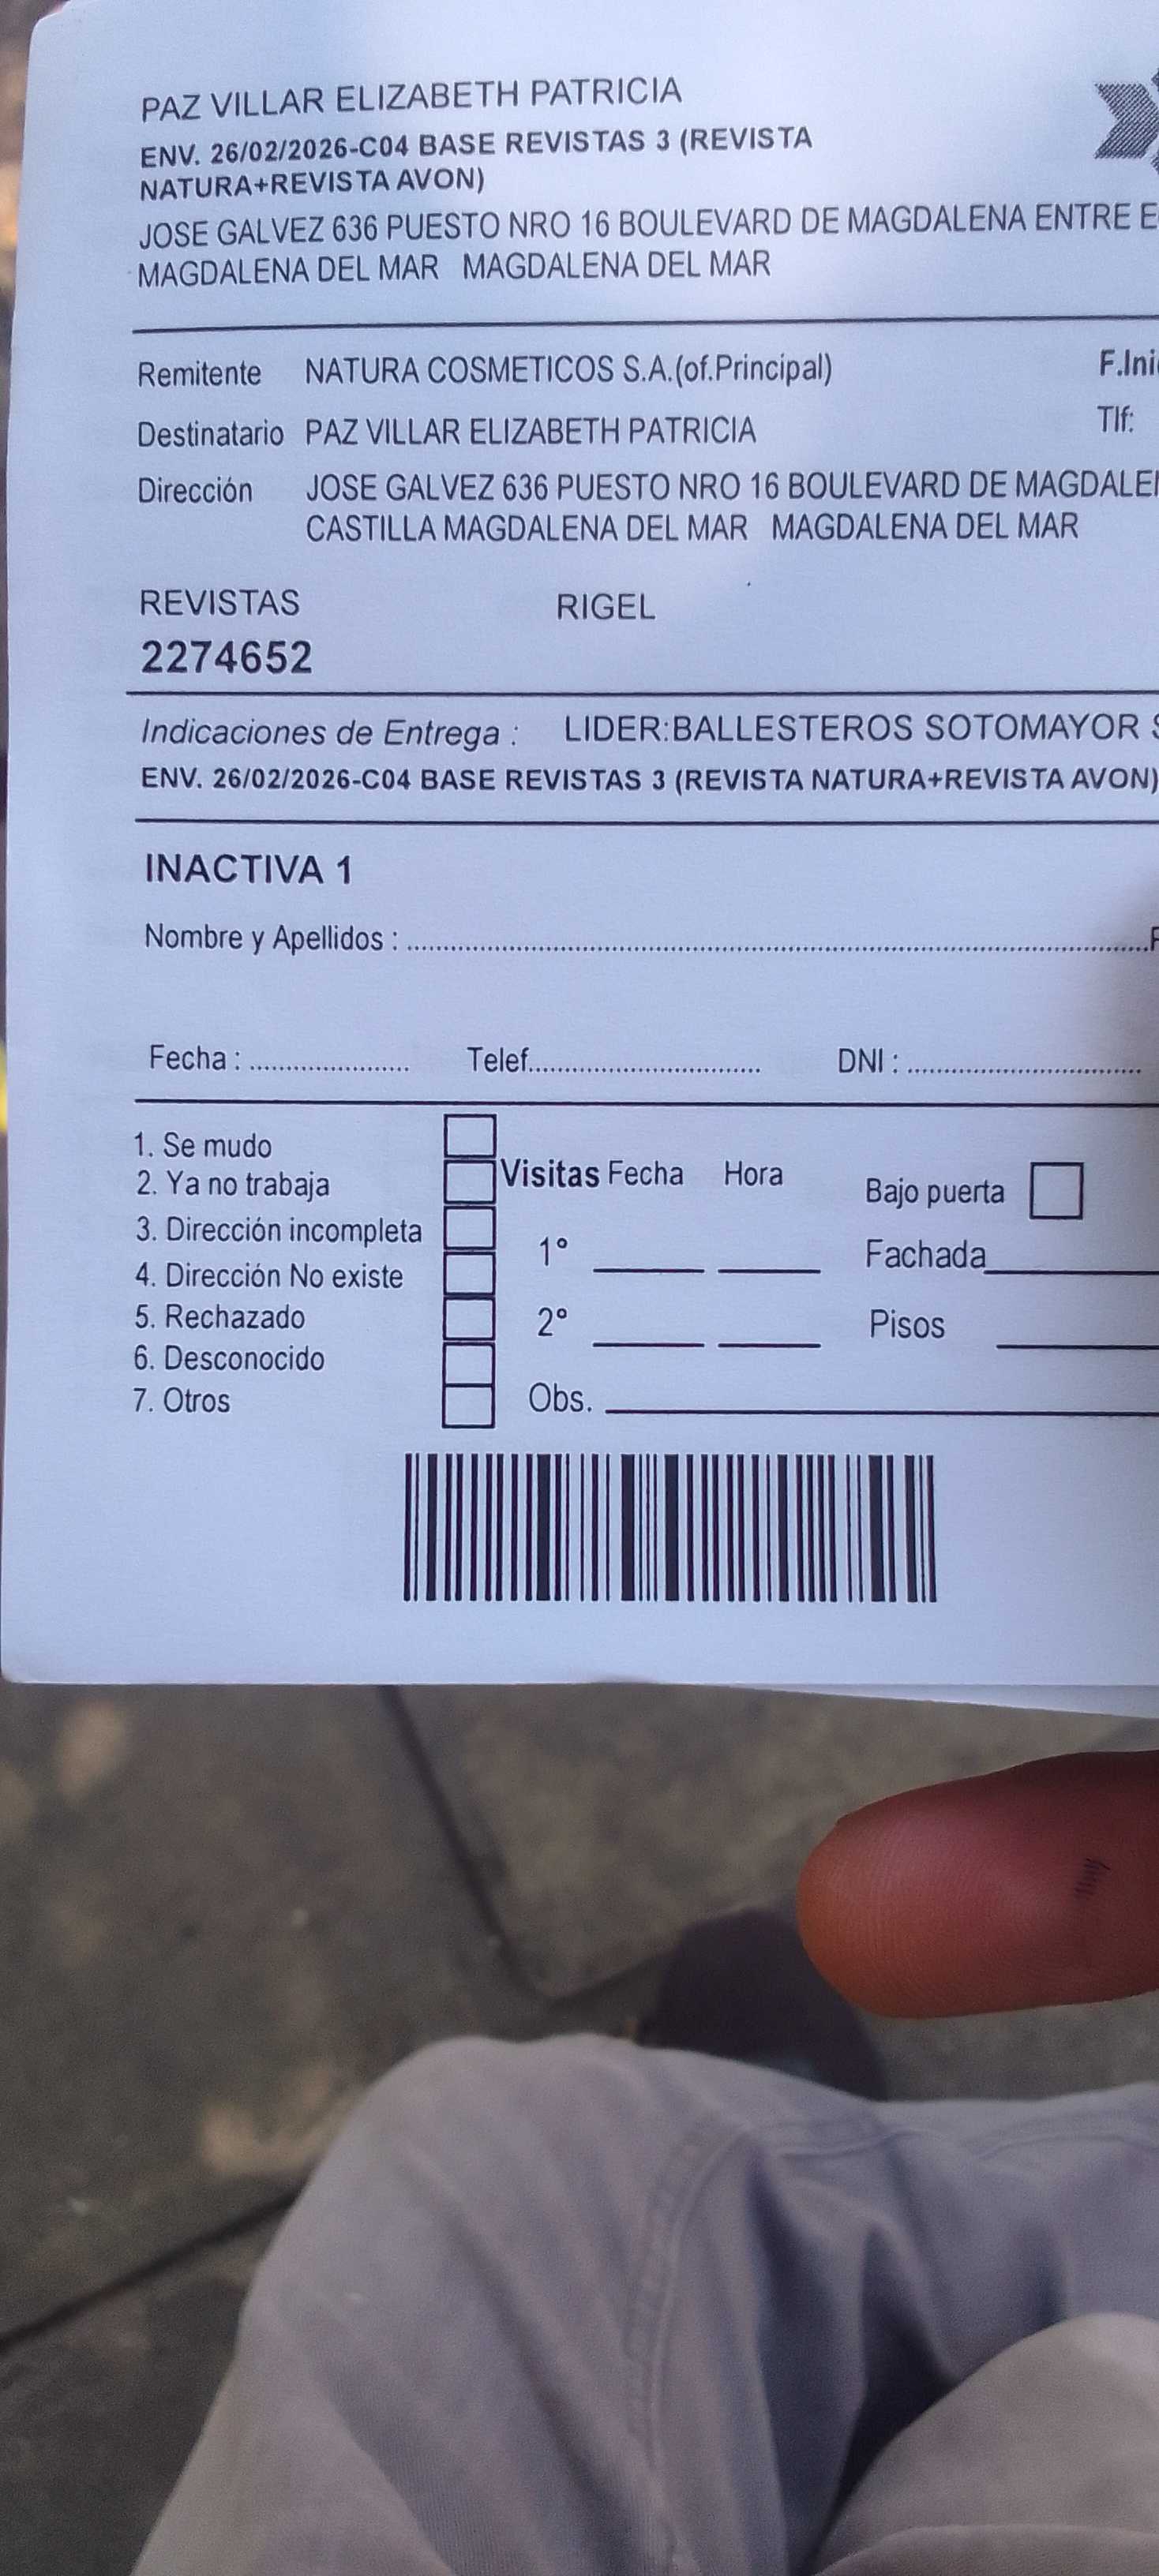 PAZ VILLAR ELIZABETH PATRICIA
ENV. 26/02/2026-C04 BASE REVISTAS 3 (REVISTA
NATURA+REVISTA AVON)
JOSE GALVEZ 636 PUESTO NRO 16 BOULEVARD DE MAGDALENA ENTRE
MAGDALENA DEL MAR MAGDALENA DEL MAR
Remitente NATURA COSMETICOS S.A.(of.Principal) F.Ini
Destinatario PAZ VILLAR ELIZABETH PATRICIA Tlf:
Dirección JOSE GALVEZ 636 PUESTO NRO 16 BOULEVARD DE MAGDALE
CASTILLA MAGDALENA DEL MAR MAGDALENA DEL MAR
REVISTAS RIGEL
2274652
Indicaciones de Entrega : LIDER:BALLESTEROS SOTOMAYOR
ENV. 26/02/2026-C04 BASE REVISTAS 3 (REVISTA NATURA+REVISTA AVON)
INACTIVA 1
Nombre y Apellidos :
Fecha : Telef. DNI :
1. Se mudo
2. Ya no trabaja Visitas Fecha Hora Bajo puerta
3. Dirección incompleta 1° Fachada
4. Dirección No existe
5. Rechazado 2° Pisos
6. Desconocido
7. Otros Obs.